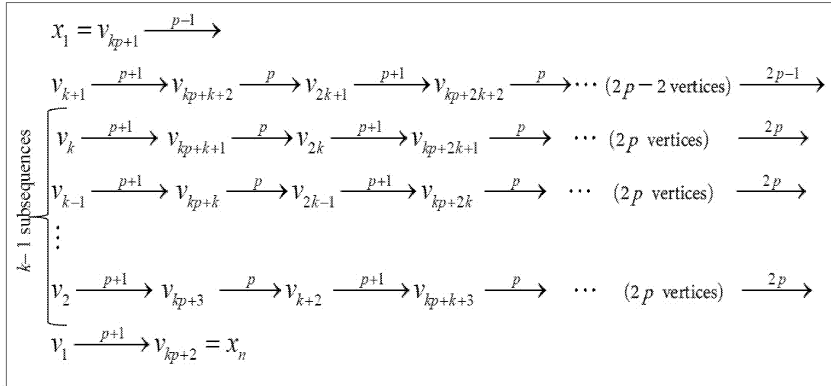 x_1 = v_{kp+1} \xrightarrow{p-1}
v_{k+1} \xrightarrow{p+1} v_{kp+k+2} \xrightarrow{p} v_{2k+1} \xrightarrow{p+1} v_{kp+2k+2} \xrightarrow{p} ⋯ (2p − 2 vertices) \xrightarrow{2p-1}
k−1 subsequences
v_k \xrightarrow{p+1} v_{kp+k+1} \xrightarrow{p} v_{2k} \xrightarrow{p+1} v_{kp+2k+1} \xrightarrow{p} ⋯ (2p vertices) \xrightarrow{2p}
v_{k-1} \xrightarrow{p+1} v_{kp+k} \xrightarrow{p} v_{2k-1} \xrightarrow{p+1} v_{kp+2k} \xrightarrow{p} ⋯ (2p vertices) \xrightarrow{2p}
⋮
v_2 \xrightarrow{p+1} v_{kp+3} \xrightarrow{p} v_{k+2} \xrightarrow{p+1} v_{kp+k+3} \xrightarrow{p} ⋯ (2p vertices) \xrightarrow{2p}
v_1 \xrightarrow{p+1} v_{kp+2} = x_n